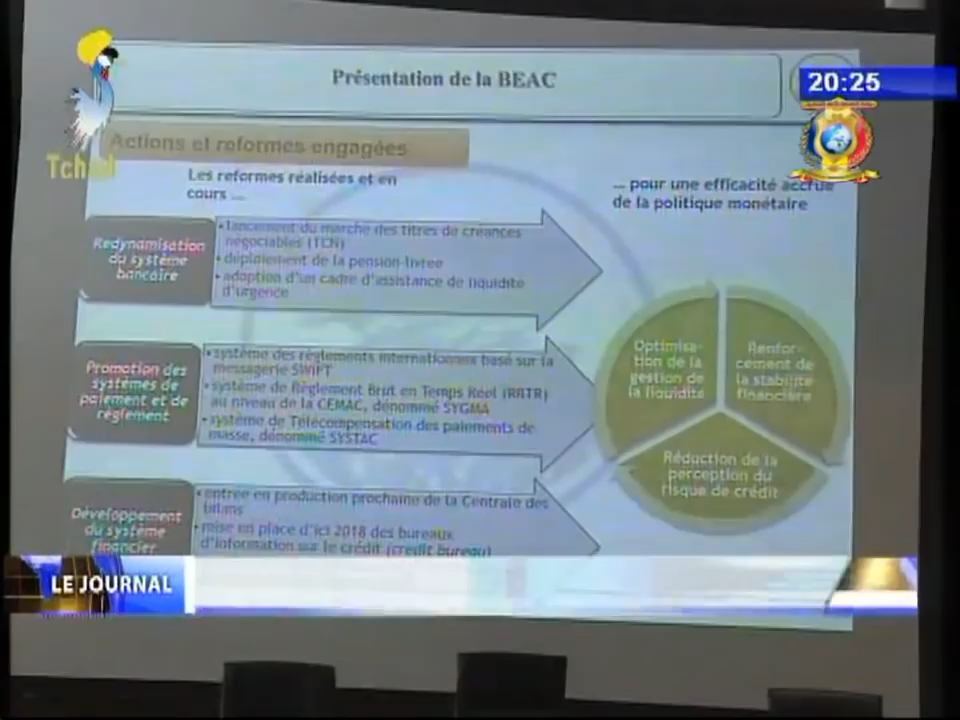 Présentation de la BEAC
20:25
Tchad
Actions et reformes engagées
Les reformes réalisées et en
cours ...
... pour une efficacité accrue
de la politique monétaire
Redynamisation
du système
bancaire
• lancement du marche des titres de créances
négociables (TCN)
• déploiement de la pension-livree
• adoption d'un cadre d'assistance de liquidité
d'urgence
Promotion des
systèmes de
paiement et de
règlement
• système des règlements internationaux basé sur la
messagerie SWIFT
• système de Règlement Brut en Temps Réel (RBTR)
au niveau de la CEMAC, dénommé SYGMA
• système de Télécompensation des paiements de
masse, dénommé SYSTAC
Développement
du système
financier
• entrée en production prochaine de la Centrale des
bilans
• mise en place d'ici 2018 des bureaux
d'information sur le crédit (credit bureau)
Optimisa-
tion de la
gestion de
la liquidité
Renfor-
cement de
la stabilité
financière
Réduction de la
perception du
risque de crédit
LE JOURNAL